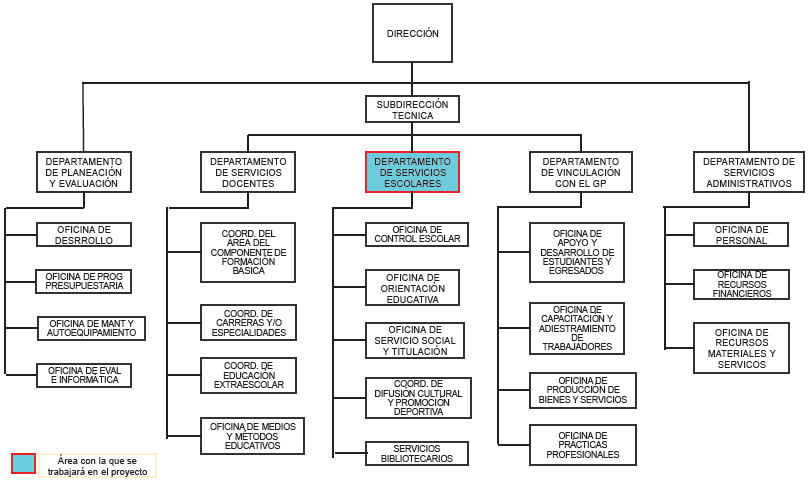 DIRECCIÓN
SUBDIRECCIÓN
TECNICA
DEPARTAMENTO
DE PLANEACIÓN
Y EVALUACIÓN
DEPARTAMENTO
DE SERVICIOS
DOCENTES
DEPARTAMENTO
DE SERVICIOS
ESCOLARES
DEPARTAMENTO
DE VINCULACIÓN
CON EL GP
DEPARTAMENTO DE
SERVICIOS
ADMINISTRATIVOS
OFICINA DE
DESRROLLO
OFICINA DE PROG
PRESUPUESTARIA
OFICINA DE MANT Y
AUTOEQUIPAMIENTO
OFICINA DE EVAL
E INFORMATICA
COORD. DEL
AREA DEL
COMPONENTE DE
FORMACIÓN
BÁSICA
COORD. DE
CARRERAS Y/O
ESPECIALIDADES
COORD. DE
EDUCACIÓN
EXTRAESCOLAR
OFICINA DE MEDIOS
Y MÉTODOS
EDUCATIVOS
OFICINA DE
CONTROL ESCOLAR
OFICINA DE
ORIENTACIÓN
EDUCATIVA
OFICINA DE
SERVICIO SOCIAL
Y TITULACIÓN
COORD. DE
DIFUSIÓN CULTURAL
Y PROMOCIÓN
DEPORTIVA
SERVICIOS
BIBLIOTECARIOS
OFICINA DE
APOYO Y
DESARROLLO DE
ESTUDIANTES Y
EGRESADOS
OFICINA DE
CAPACITACIÓN Y
ADIESTRAMIENTO
DE
TRABAJADORES
OFICINA DE
PRODUCCIÓN DE
BIENES Y SERVICIOS
OFICINA DE
PRÁCTICAS
PROFESIONALES
OFICINA DE
PERSONAL
OFICINA DE
RECURSOS
FINANCIEROS
OFICINA DE
RECURSOS
MATERIALES Y
SERVICOS
Área con la que se
trabajará en el proyecto